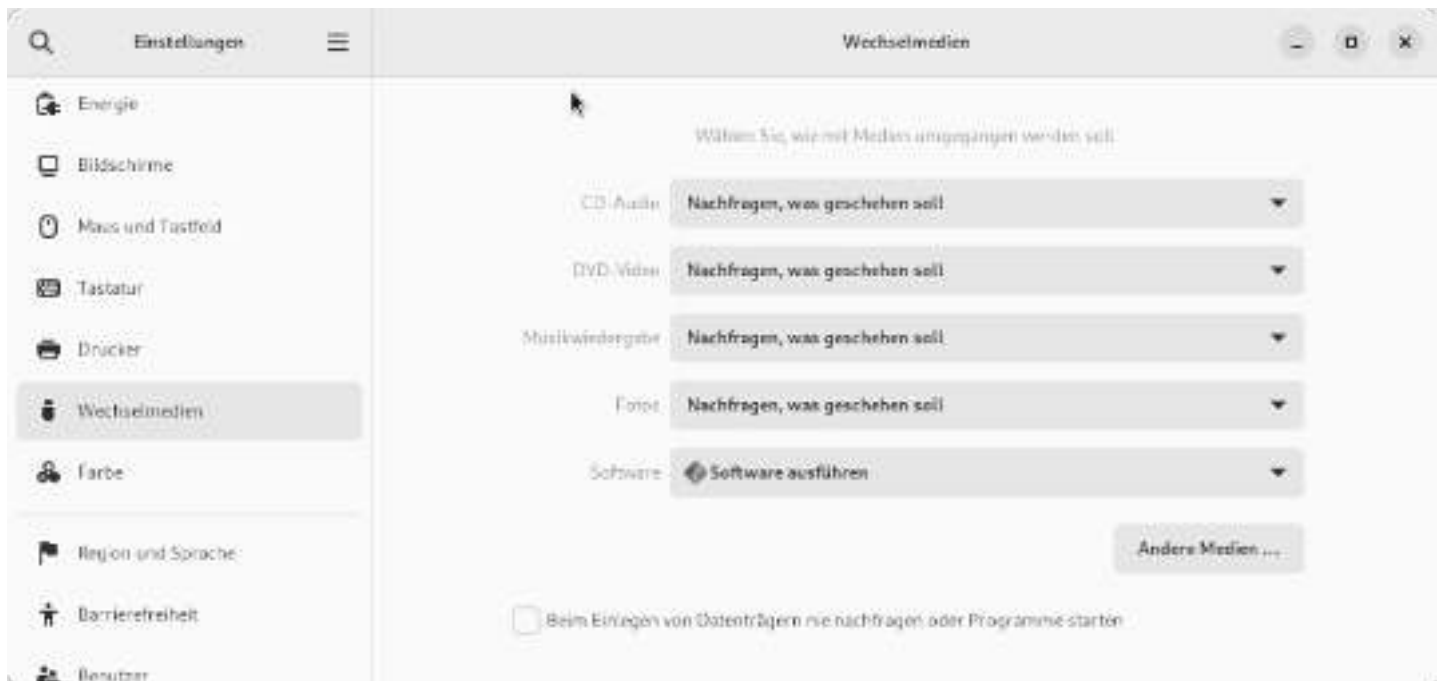 Einstellungen
Wechselmedien
Energie
Bildschirme
Maus und Tastfeld
Tastatur
Drucker
Wechselmedien
Farbe
Region und Sprache
Barrierefreiheit
Benutzer
Wählen Sie, wie mit Medien umgegangen werden soll
CD-Audio Nachfragen, was geschehen soll
DVD-Video Nachfragen, was geschehen soll
Musikwiedergabe Nachfragen, was geschehen soll
Fotos Nachfragen, was geschehen soll
Software Software ausführen
Andere Medien …
Beim Einlegen von Datenträgern nie nachfragen oder Programme starten